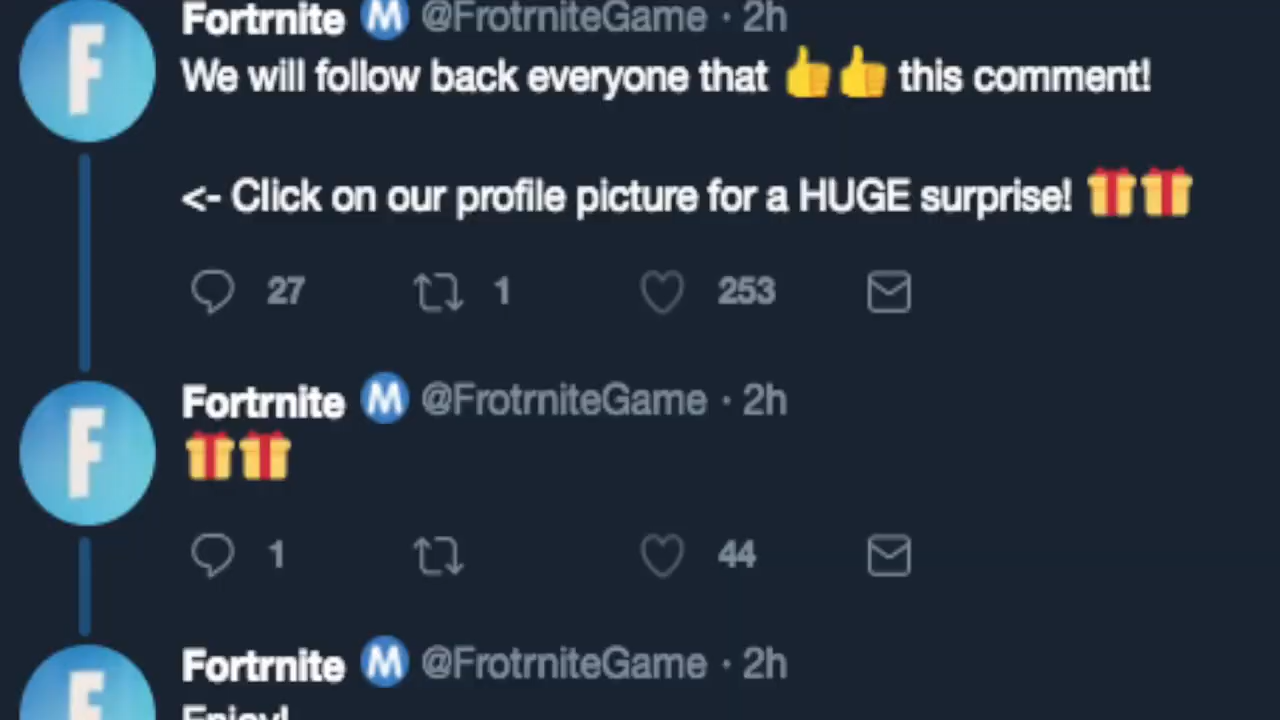 Fortrnite Ⓜ️ @FrotrniteGame · 2h
We will follow back everyone that 👍👍 this comment!
<- Click on our profile picture for a HUGE surprise! 🎁🎁
27 1 253
Fortrnite Ⓜ️ @FrotrniteGame · 2h
🎁🎁
1 44
Fortrnite Ⓜ️ @FrotrniteGame · 2h
Enjoy!